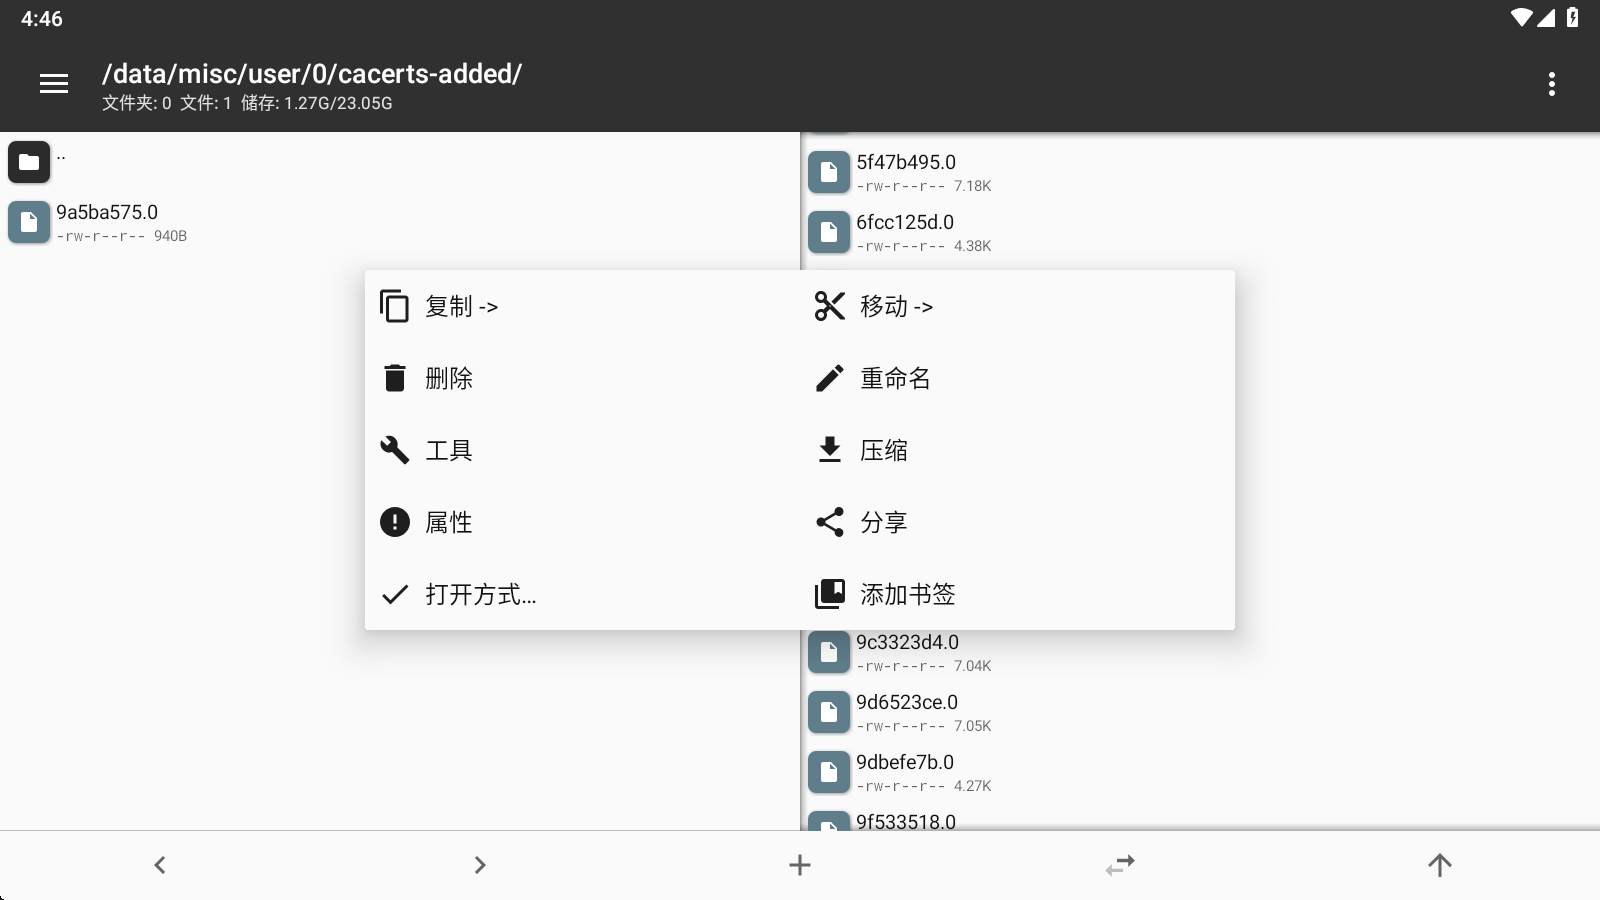 4:46
/data/misc/user/0/cacerts-added/
文件夹: 0 文件: 1 储存: 1.27G/23.05G
..
9a5ba575.0
-rw-r--r-- 940B
5f47b495.0
-rw-r--r-- 7.18K
6fcc125d.0
-rw-r--r-- 4.38K
复制 ->
移动 ->
删除
重命名
工具
压缩
属性
分享
打开方式...
添加书签
9c3323d4.0
-rw-r--r-- 7.04K
9d6523ce.0
-rw-r--r-- 7.05K
9dbefe7b.0
-rw-r--r-- 4.27K
9f533518.0